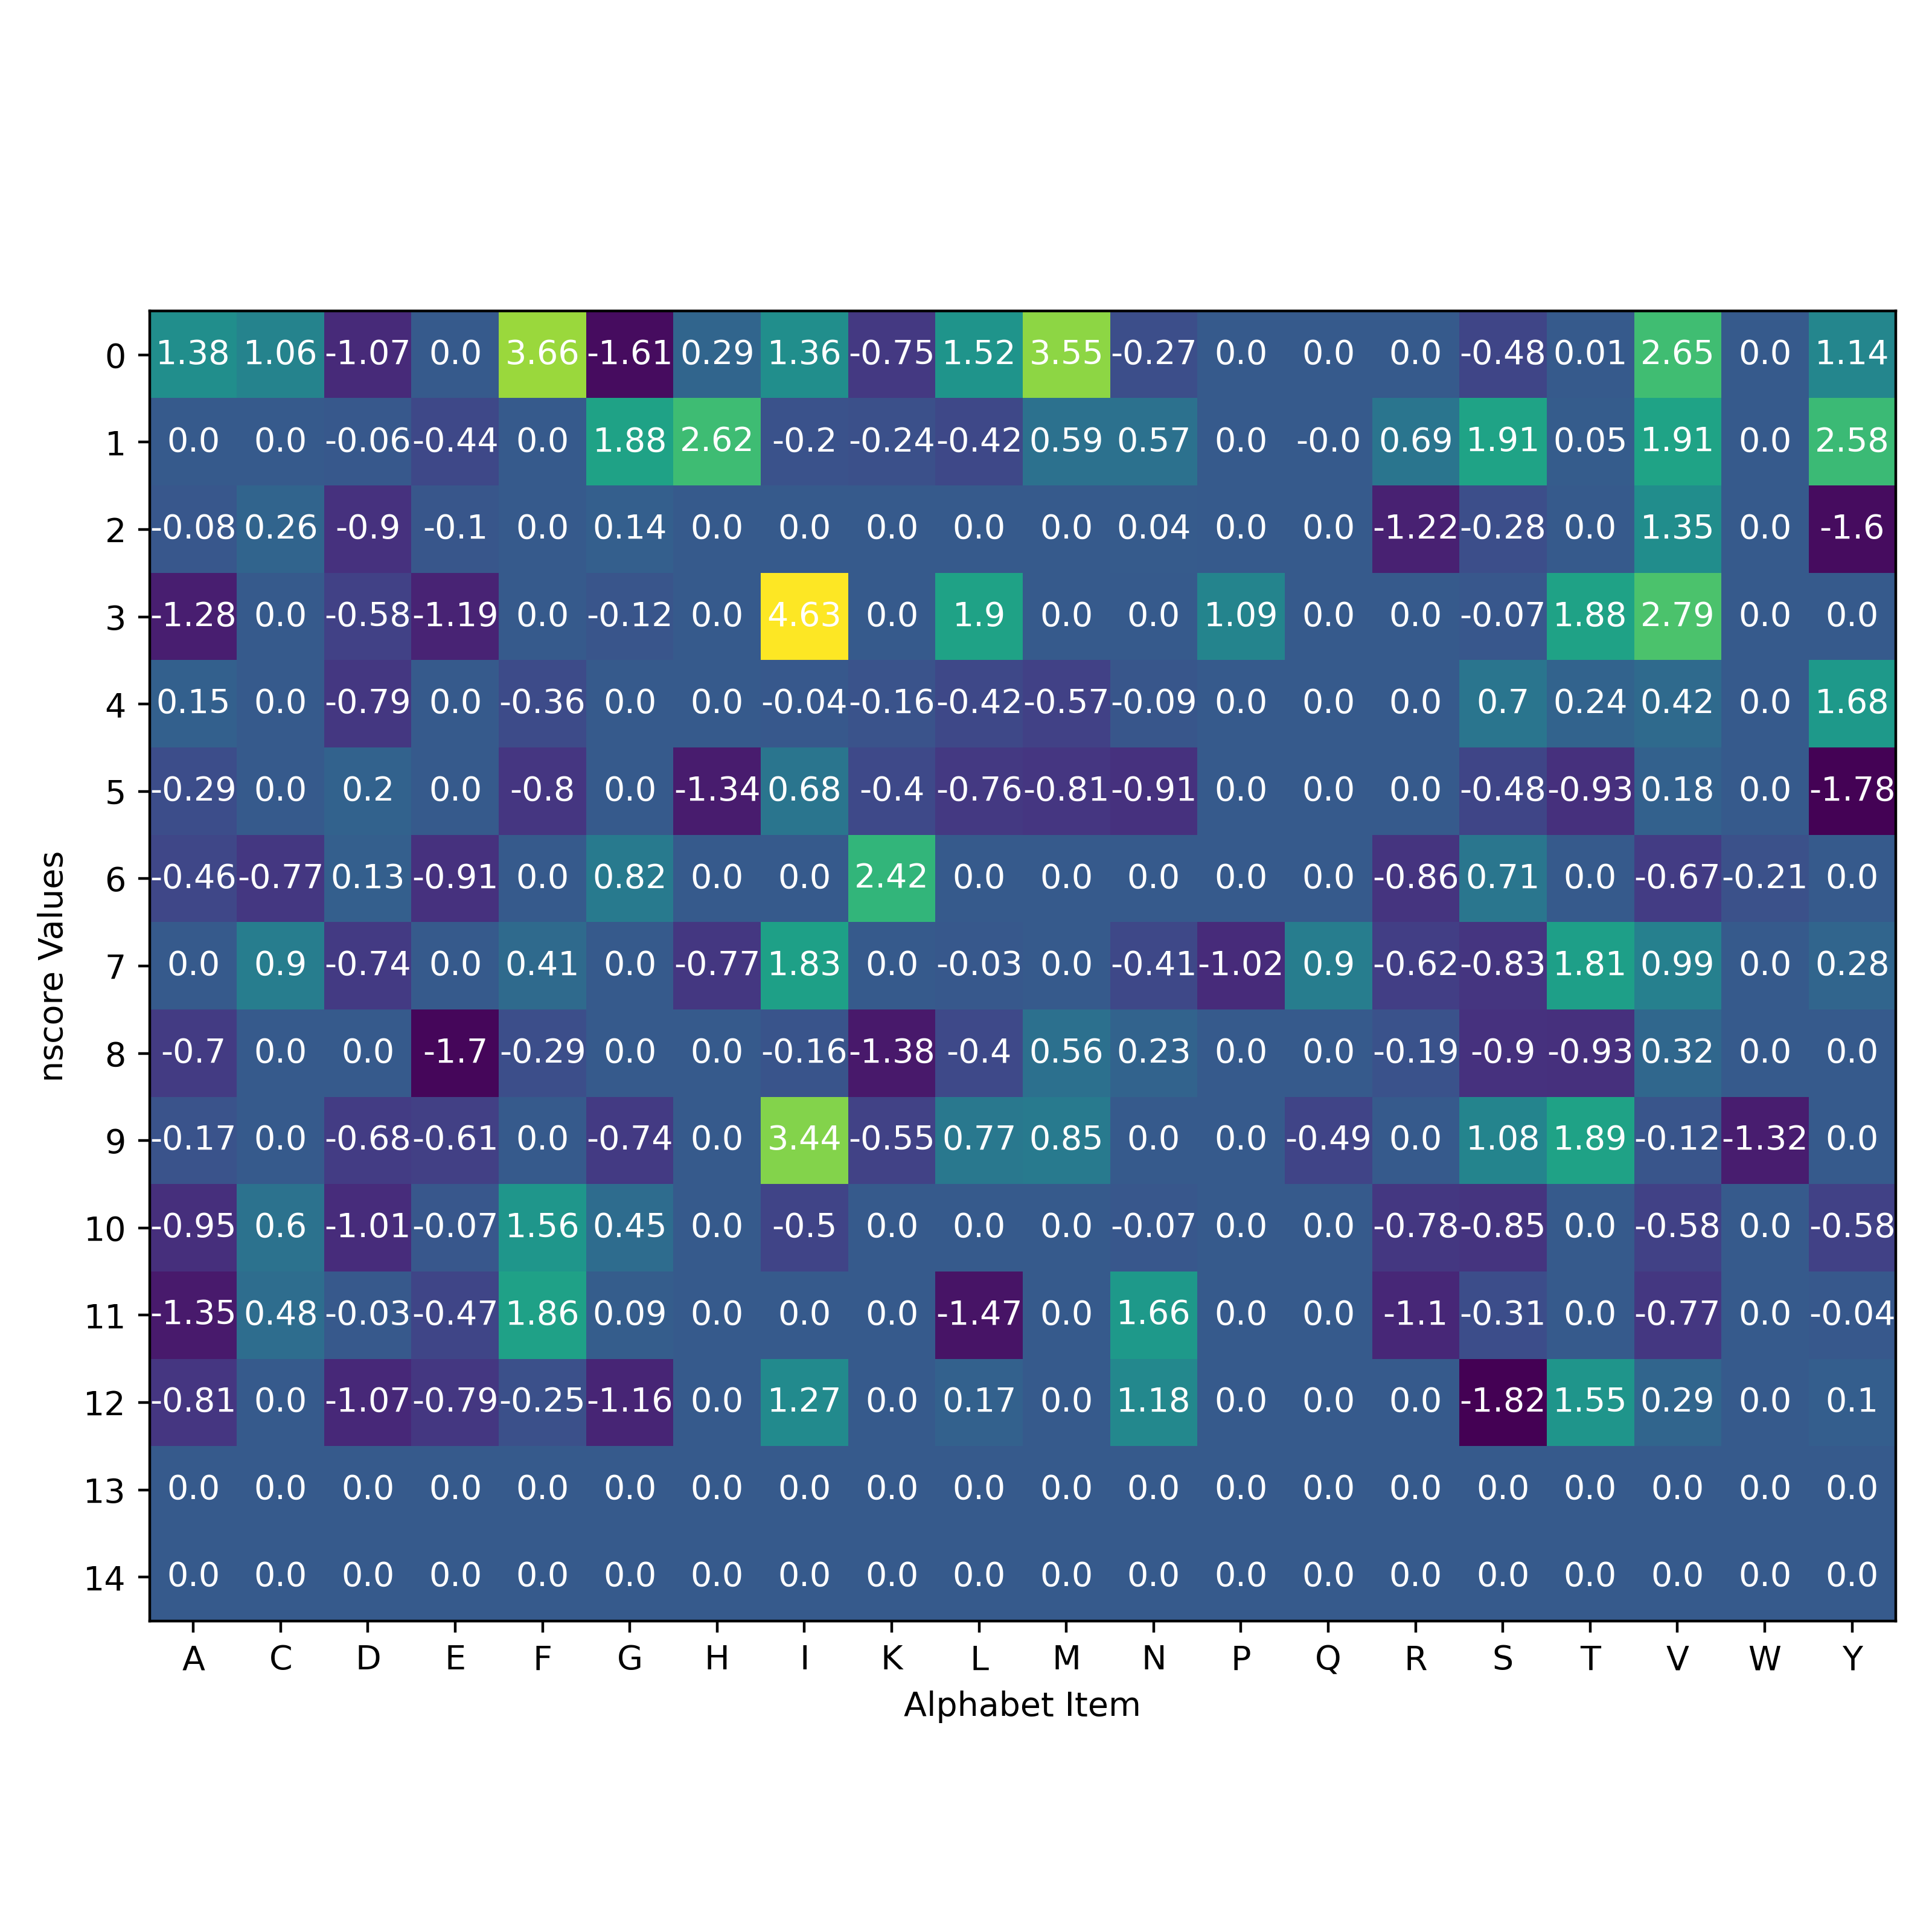 0 1.38 1.06 -1.07 0.0 3.66 -1.61 0.29 1.36 -0.75 1.52 3.55 -0.27 0.0 0.0 0.0 -0.48 0.01 2.65 0.0 1.14
1 0.0 0.0 -0.06 -0.44 0.0 1.88 2.62 -0.2 -0.24 -0.42 0.59 0.57 0.0 -0.0 0.69 1.91 0.05 1.91 0.0 2.58
2 -0.08 0.26 -0.9 -0.1 0.0 0.14 0.0 0.0 0.0 0.0 0.0 0.04 0.0 0.0 -1.22 -0.28 0.0 1.35 0.0 -1.6
3 -1.28 0.0 -0.58 -1.19 0.0 -0.12 0.0 4.63 0.0 1.9 0.0 0.0 1.09 0.0 0.0 -0.07 1.88 2.79 0.0 0.0
4 0.15 0.0 -0.79 0.0 -0.36 0.0 0.0 -0.04 -0.16 -0.42 -0.57 -0.09 0.0 0.0 0.0 0.7 0.24 0.42 0.0 1.68
5 -0.29 0.0 0.2 0.0 -0.8 0.0 -1.34 0.68 -0.4 -0.76 -0.81 -0.91 0.0 0.0 0.0 -0.48 -0.93 0.18 0.0 -1.78
6 -0.46 -0.77 0.13 -0.91 0.0 0.82 0.0 0.0 2.42 0.0 0.0 0.0 0.0 0.0 -0.86 0.71 0.0 -0.67 -0.21 0.0
7 0.0 0.9 -0.74 0.0 0.41 0.0 -0.77 1.83 0.0 -0.03 0.0 -0.41 -1.02 0.9 -0.62 -0.83 1.81 0.99 0.0 0.28
8 -0.7 0.0 0.0 -1.7 -0.29 0.0 0.0 -0.16 -1.38 -0.4 0.56 0.23 0.0 0.0 -0.19 -0.9 -0.93 0.32 0.0 0.0
9 -0.17 0.0 -0.68 -0.61 0.0 -0.74 0.0 3.44 -0.55 0.77 0.85 0.0 0.0 -0.49 0.0 1.08 1.89 -0.12 -1.32 0.0
10 -0.95 0.6 -1.01 -0.07 1.56 0.45 0.0 -0.5 0.0 0.0 0.0 -0.07 0.0 0.0 -0.78 -0.85 0.0 -0.58 0.0 -0.58
11 -1.35 0.48 -0.03 -0.47 1.86 0.09 0.0 0.0 0.0 -1.47 0.0 1.66 0.0 0.0 -1.1 -0.31 0.0 -0.77 0.0 -0.04
12 -0.81 0.0 -1.07 -0.79 -0.25 -1.16 0.0 1.27 0.0 0.17 0.0 1.18 0.0 0.0 0.0 -1.82 1.55 0.29 0.0 0.1
13 0.0 0.0 0.0 0.0 0.0 0.0 0.0 0.0 0.0 0.0 0.0 0.0 0.0 0.0 0.0 0.0 0.0 0.0 0.0 0.0
14 0.0 0.0 0.0 0.0 0.0 0.0 0.0 0.0 0.0 0.0 0.0 0.0 0.0 0.0 0.0 0.0 0.0 0.0 0.0 0.0
A C D E F G H I K L M N P Q R S T V W Y
Alphabet Item
nscore Values